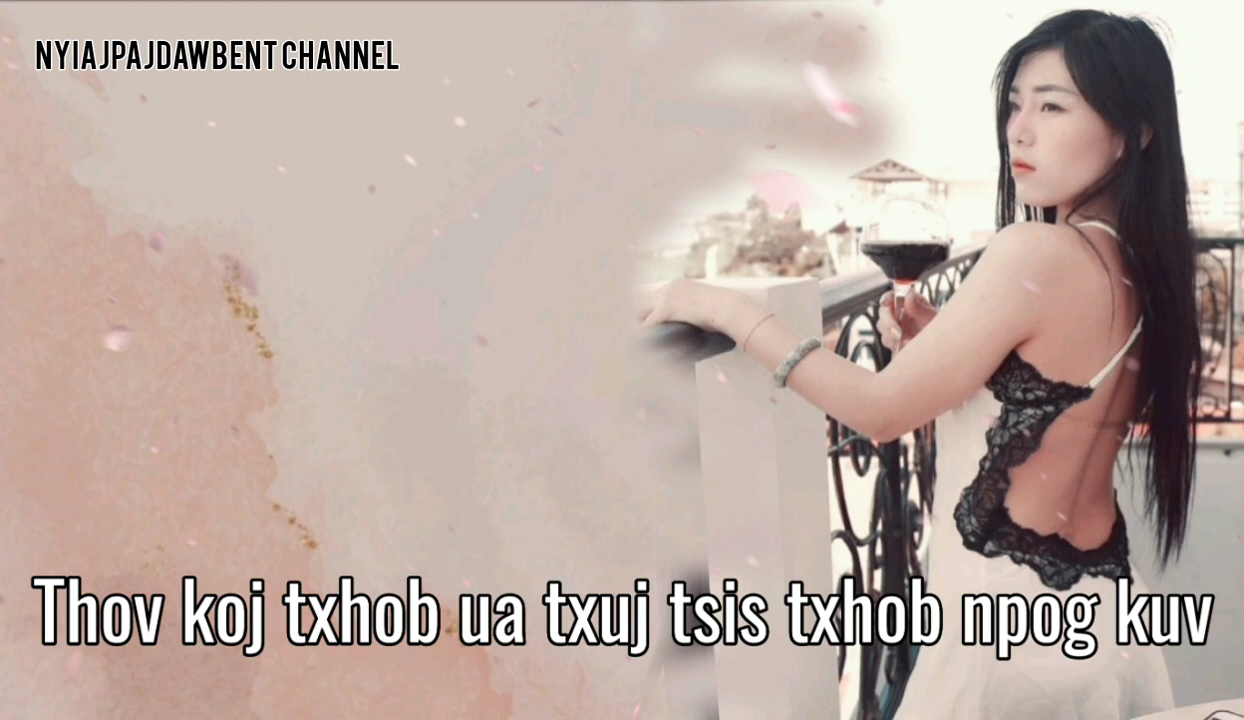 NYIAJPAJDAWBENT CHANNEL
Thov koj txhob ua txuj tsis txhob npog kuv